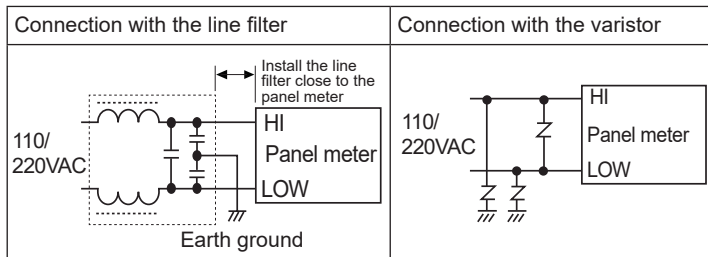 Connection with the line filter
Install the line
filter close to the
panel meter
110/
220VAC
HI
Panel meter
LOW
Earth ground
Connection with the varistor
110/
220VAC
HI
Panel meter
LOW